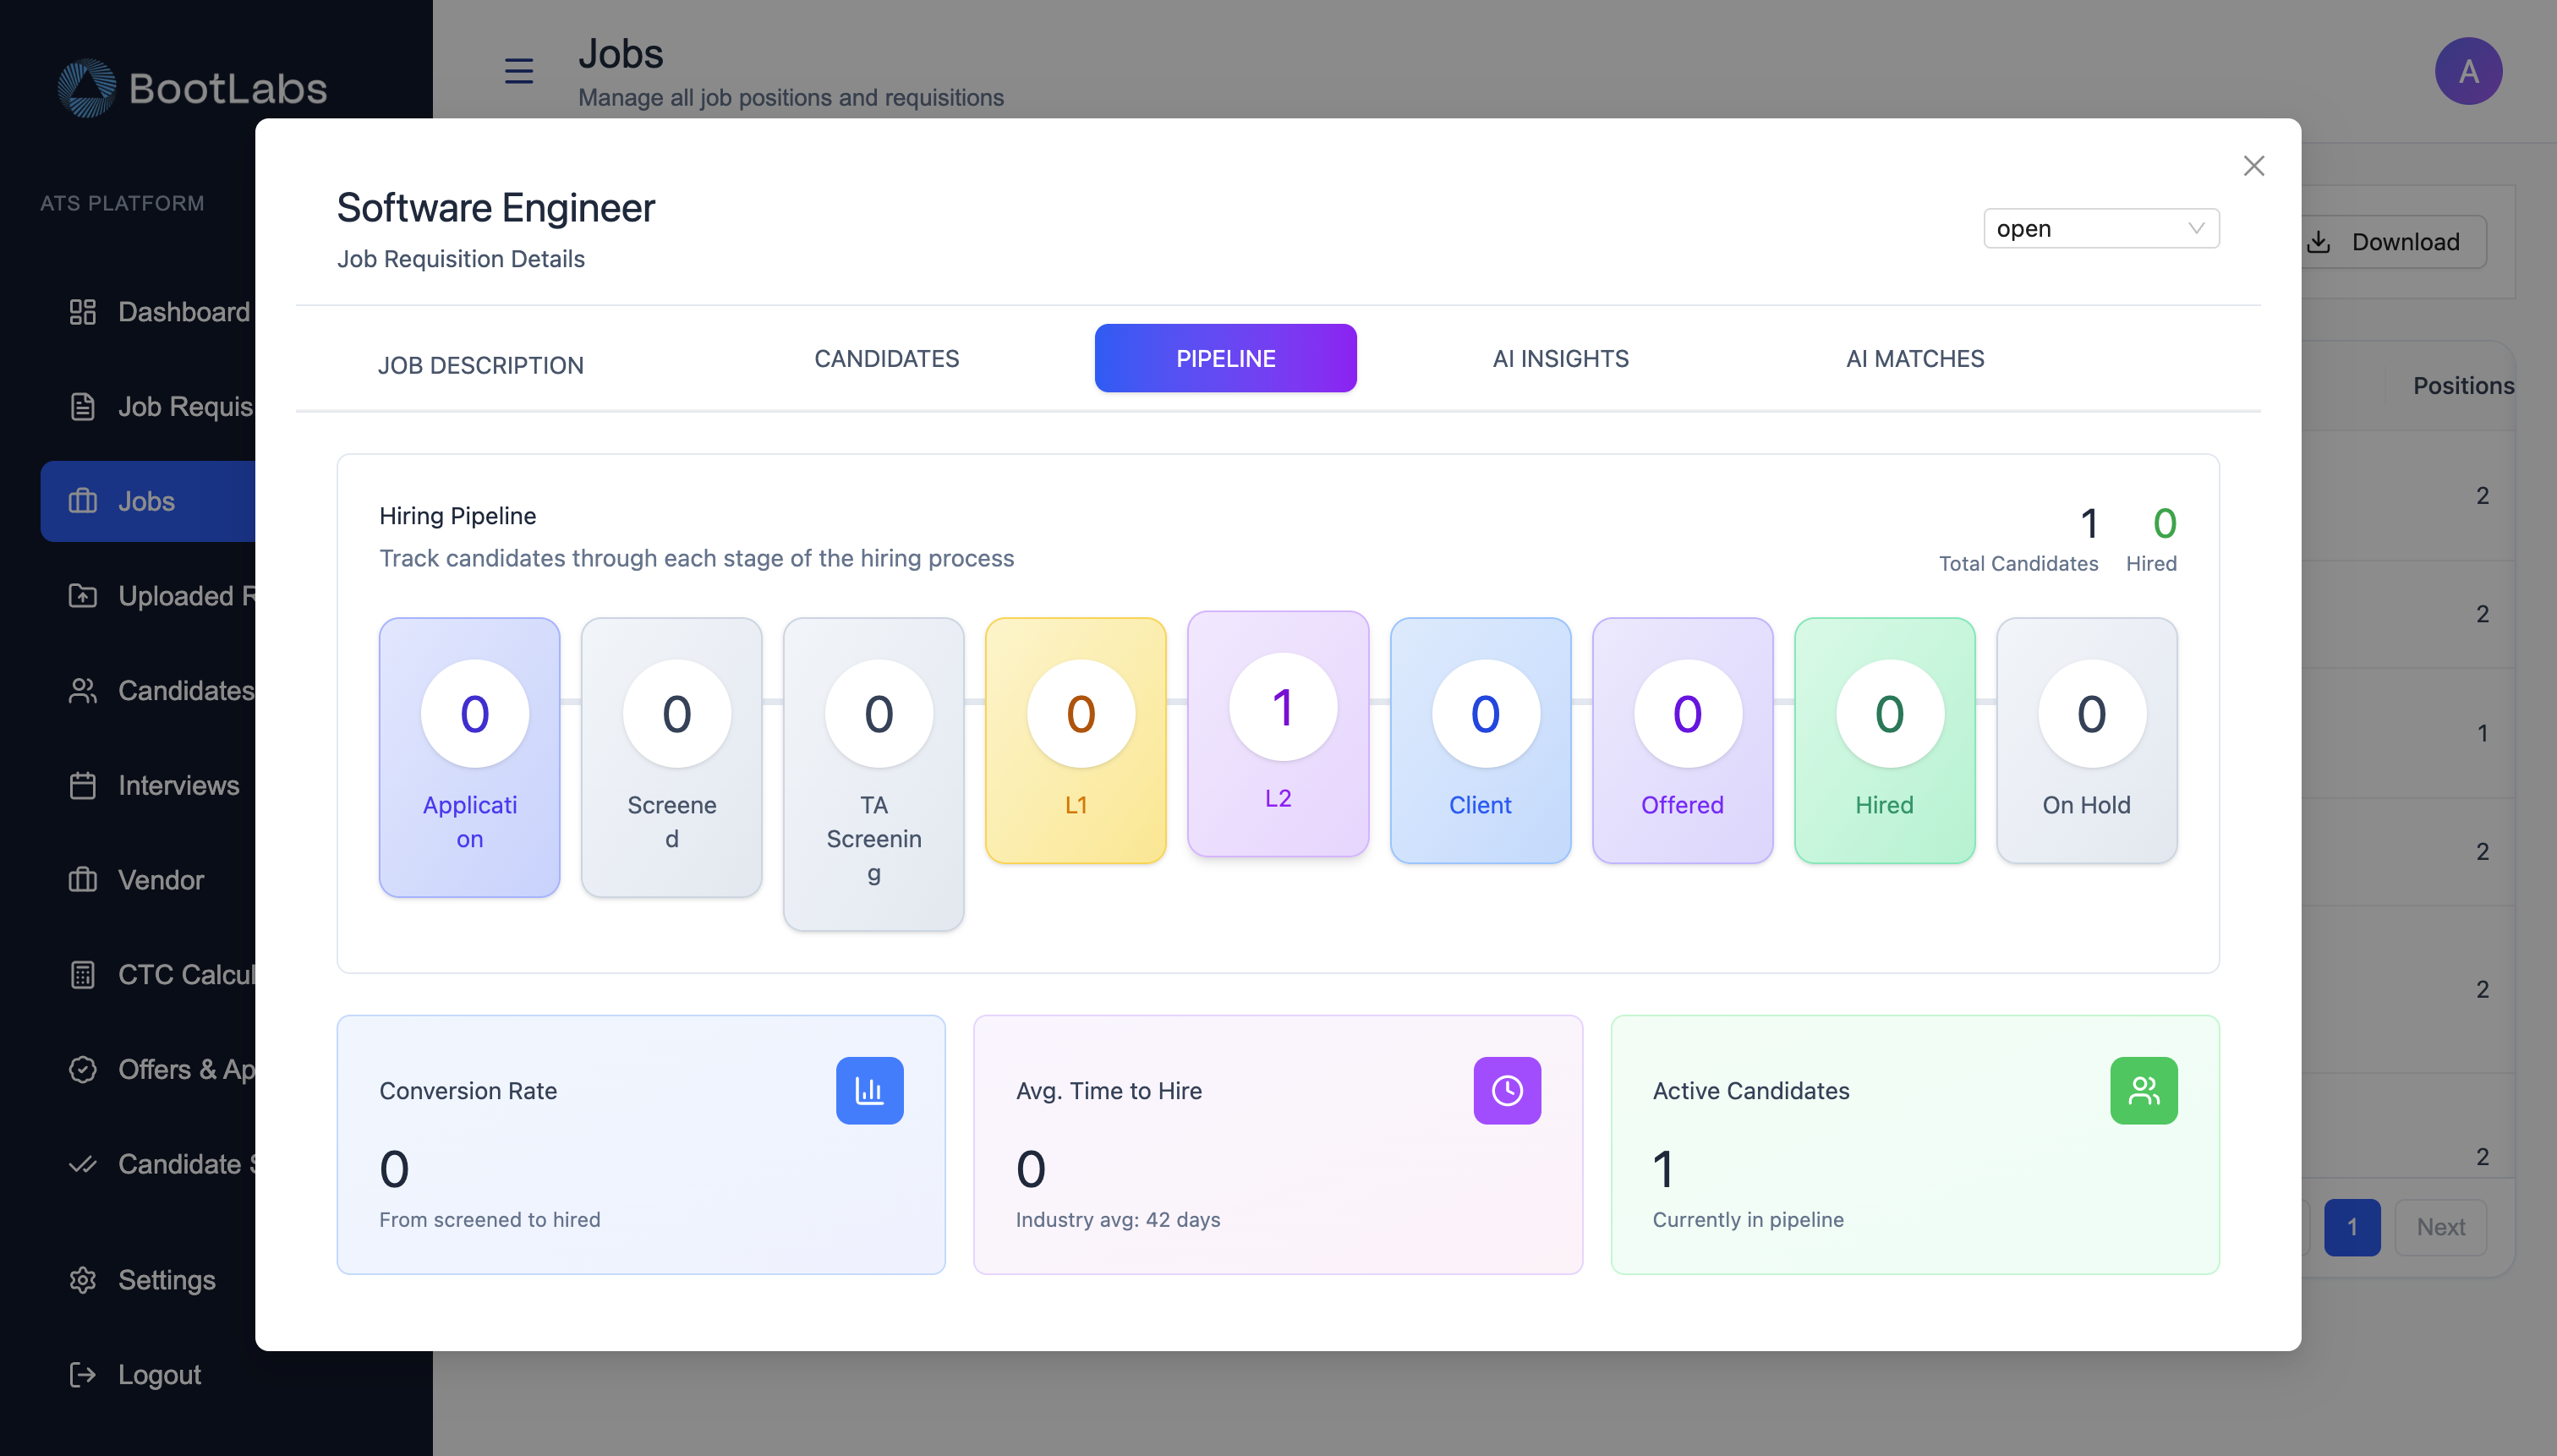 BootLabs
ATS PLATFORM
Dashboard
Job Requis
Jobs
Uploaded R
Candidates
Interviews
Vendor
CTC Calcul
Offers & Ap
Candidate S
Settings
Logout
Jobs
Manage all job positions and requisitions
A
Download
Positions
2
2
1
2
2
2
1
Next
Software Engineer
Job Requisition Details
open
JOB DESCRIPTION
CANDIDATES
PIPELINE
AI INSIGHTS
AI MATCHES
Hiring Pipeline
Track candidates through each stage of the hiring process
1
Total Candidates
0
Hired
0
Applicati
on
0
Screene
d
0
TA
Screenin
g
0
L1
1
L2
0
Client
0
Offered
0
Hired
0
On Hold
Conversion Rate
0
From screened to hired
Avg. Time to Hire
0
Industry avg: 42 days
Active Candidates
1
Currently in pipeline